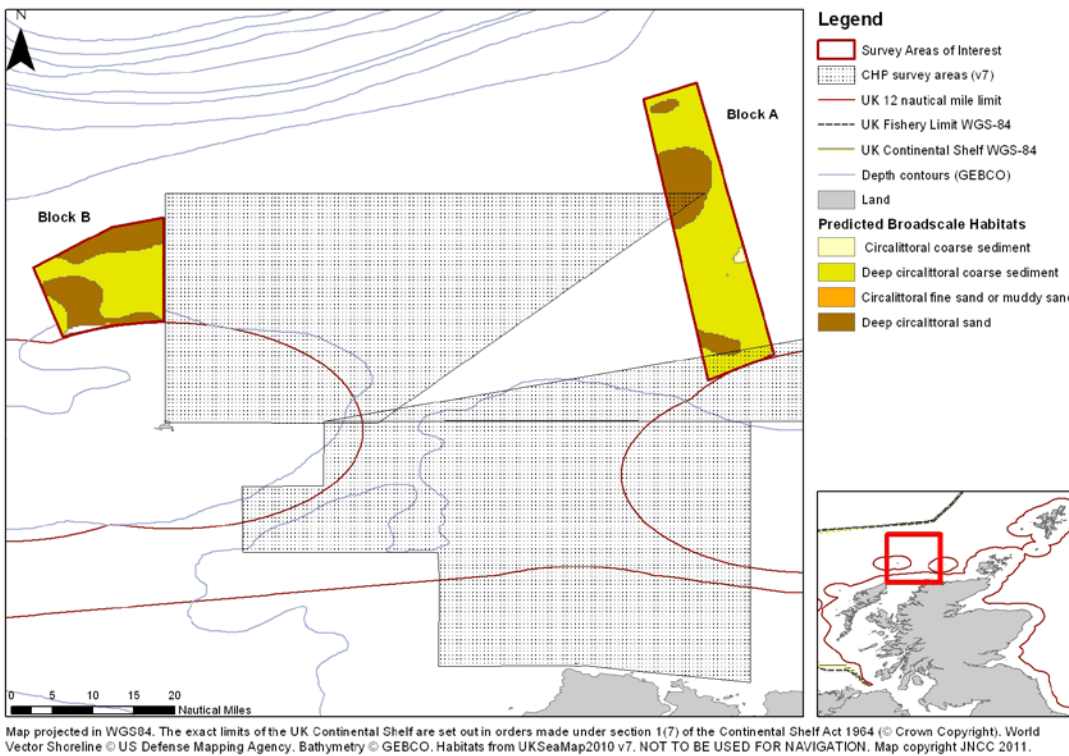 N
Block A
Block B
0 5 10 15 20
Nautical Miles
Legend
Survey Areas of Interest
CHP survey areas (v7)
UK 12 nautical mile limit
UK Fishery Limit WGS-84
UK Continental Shelf WGS-84
Depth contours (GEBCO)
Land
Predicted Broadscale Habitats
Circalittoral coarse sediment
Deep circalittoral coarse sediment
Circalittoral fine sand or muddy sand
Deep circalittoral sand
Map projected in WGS84. The exact limits of the UK Continental Shelf are set out in orders made under section 1(7) of the Continental Shelf Act 1964 (© Crown Copyright). World
Vector Shoreline © US Defense Mapping Agency. Bathymetry © GEBCO. Habitats from UKSeaMap2010 v7. NOT TO BE USED FOR NAVIGATION. Map copyright JNCC 2011.